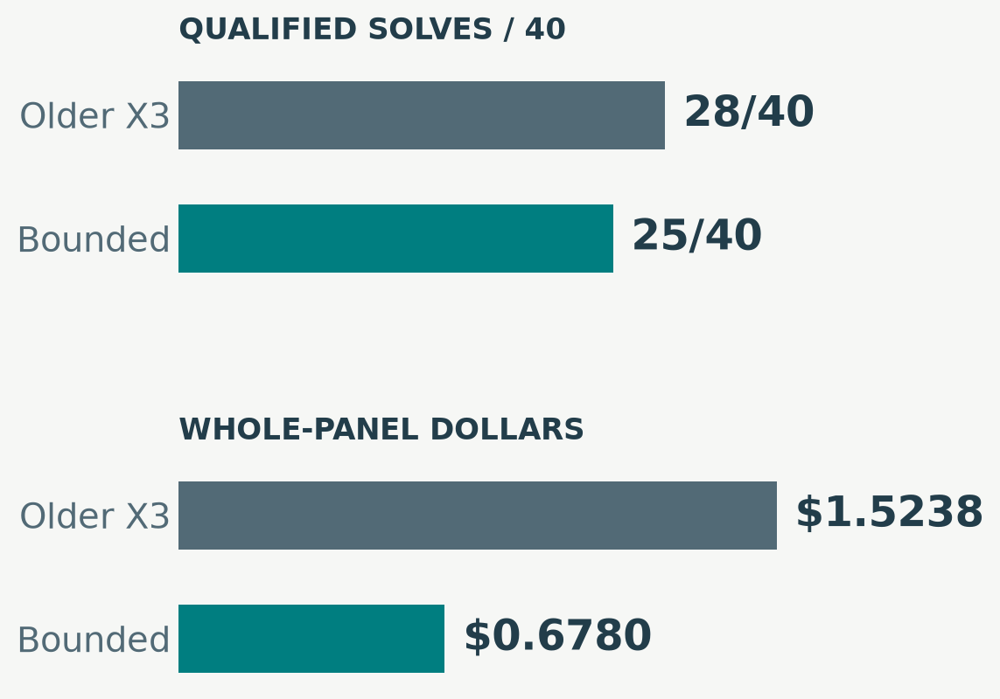 QUALIFIED SOLVES / 40
Older X3 28/40
Bounded 25/40
WHOLE-PANEL DOLLARS
Older X3 $1.5238
Bounded $0.6780